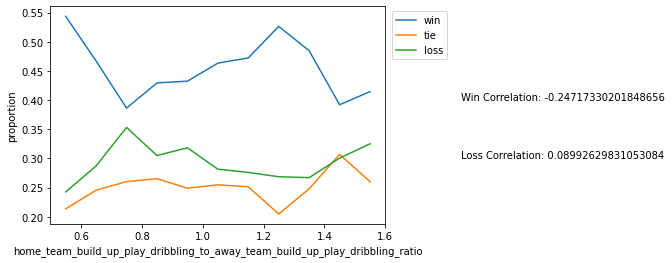 0.55
0.50
0.45
0.40
0.35
0.30
0.25
0.20
proportion
0.6
0.8
1.0
1.2
1.4
1.6
home_team_build_up_play_dribbling_to_away_team_build_up_play_dribbling_ratio
win
tie
loss
Win Correlation: -0.24717330201848656
Loss Correlation: 0.08992629831053084